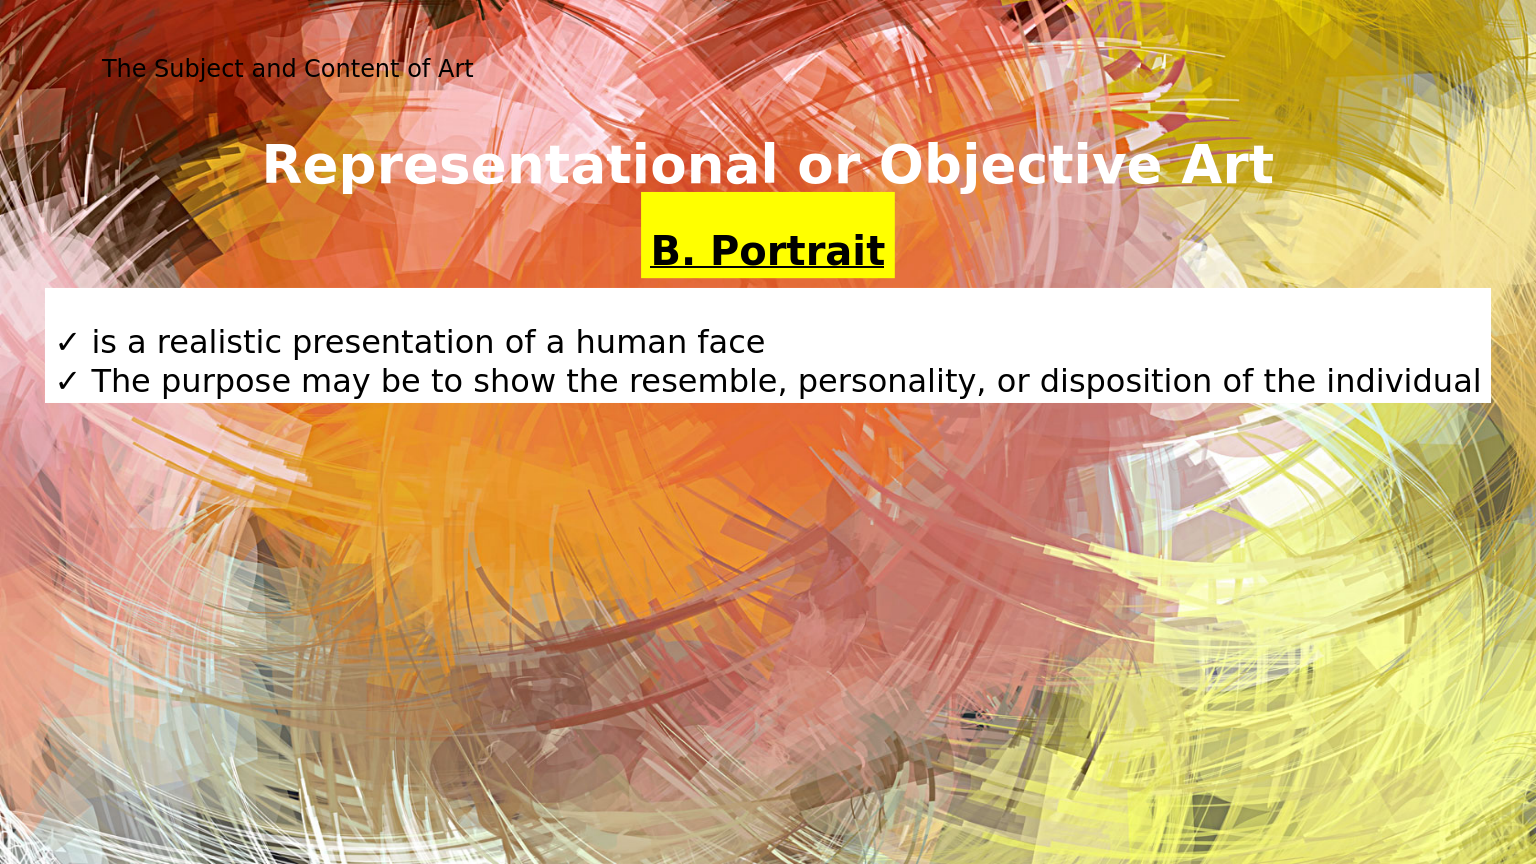 The Subject and Content of Art
Representational or Objective Art
B. Portrait
✓ is a realistic presentation of a human face
✓ The purpose may be to show the resemble, personality, or disposition of the individual